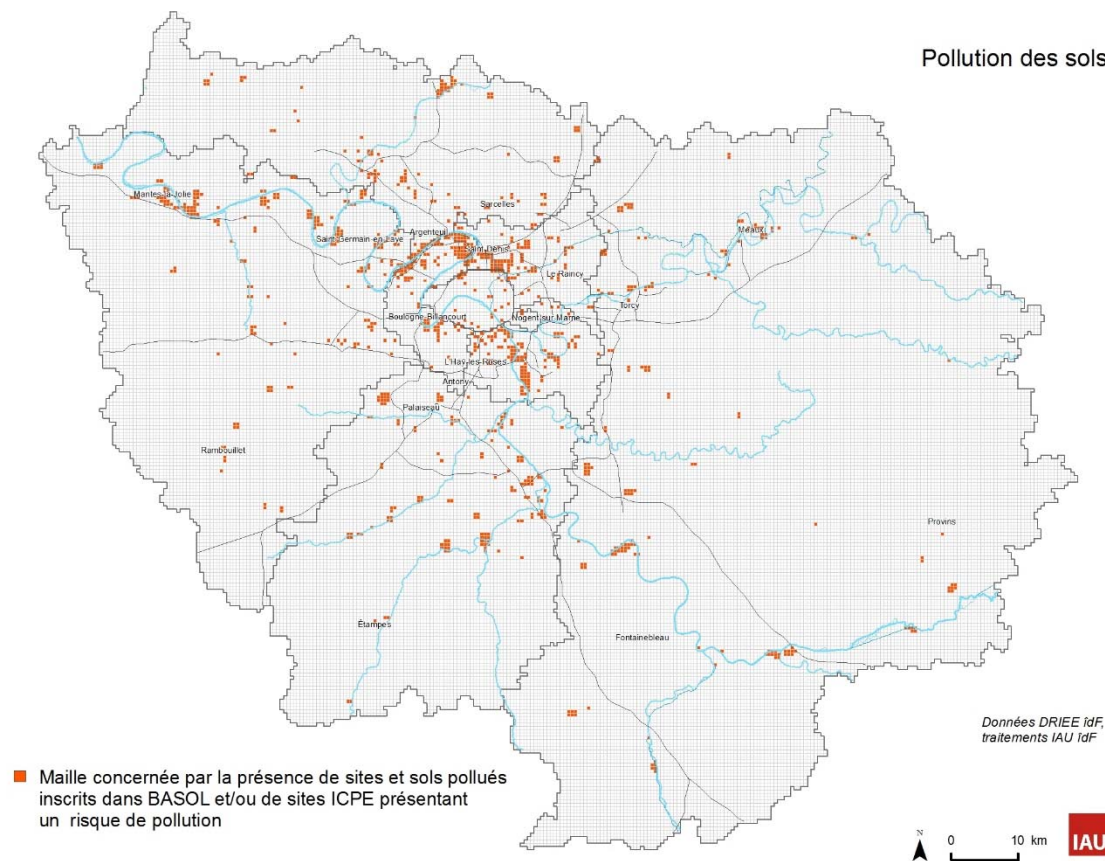 Pollution des sols
Mantes-la-Jolie
Sarcelles
Meaux
Argenteuil
Saint-Germain-en-Laye
Saint-Denis
Le Raincy
Torcy
Boulogne-Billancourt
Nogent-sur-Marne
L'Haÿ-les-Roses
Antony
Palaiseau
Rambouillet
Provins
Étampes
Fontainebleau
Données DRIEE îdF,
traitements IAU îdF
Maille concernée par la présence de sites et sols pollués
inscrits dans BASOL et/ou de sites ICPE présentant
un risque de pollution
N
0 10 km
IAU